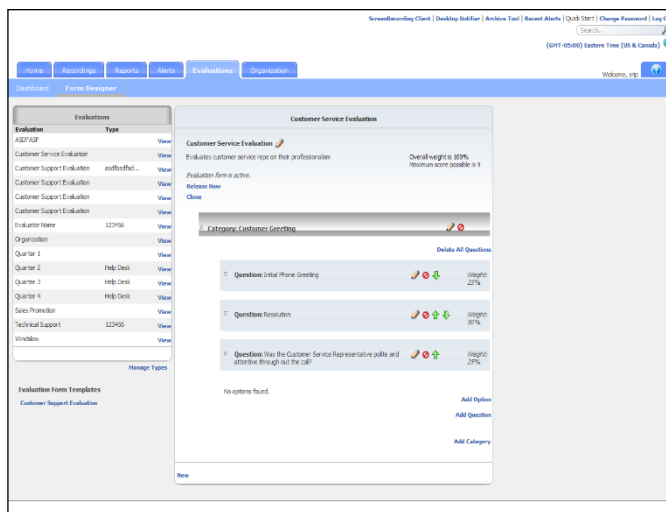 ScreenRecording Client | Desktop Notifier | Archive Tool | Recent Alerts | Quick Start | Change Password | Log
Search...
(GMT-05:00) Eastern Time (US & Canada)
Home Recordings Reports Alerts Evaluations Organization
Welcome, srip
Dashboard Form Designer
Evaluations
Evaluation Type
ASDFASF View
Customer Service Evaluation View
Customer Support Evaluation asdfasdfad... View
Customer Support Evaluation View
Customer Support Evaluation View
Customer Support Evaluation View
Evaluator Name 123456 View
Organization View
Quarter 1 View
Quarter 2 Help Desk View
Quarter 3 Help Desk View
Quarter 4 Help Desk View
Sales Promotion View
Technical Support 123456 View
Windslow View
Manage Types
Evaluation Form Templates
Customer Support Evaluation
Customer Service Evaluation
Customer Service Evaluation
Evaluates customer service reps on their professionalism
Overall weight is 100%
Maximum score possible is 9
Evaluation form is active.
Release Now
Clone
Category: Customer Greeting
Delete All Questions
Question: Initial Phone Greeting Weight:
25%
Question: Resolution Weight:
50%
Question: Was the Customer Service Representative polite and Weight:
attentive through out the call? 25%
No options found.
Add Option
Add Question
Add Category
New